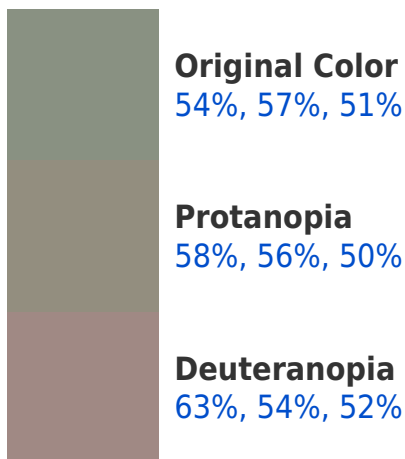 Original Color
54%, 57%, 51%
Protanopia
58%, 56%, 50%
Deuteranopia
63%, 54%, 52%